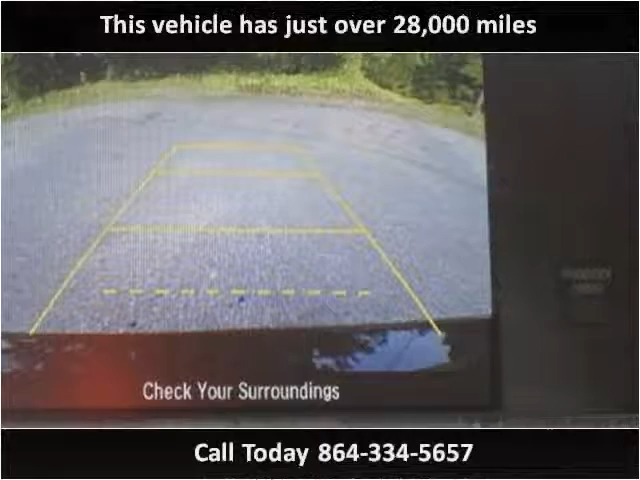 This vehicle has just over 28,000 miles
Check Your Surroundings
Call Today 864-334-5657